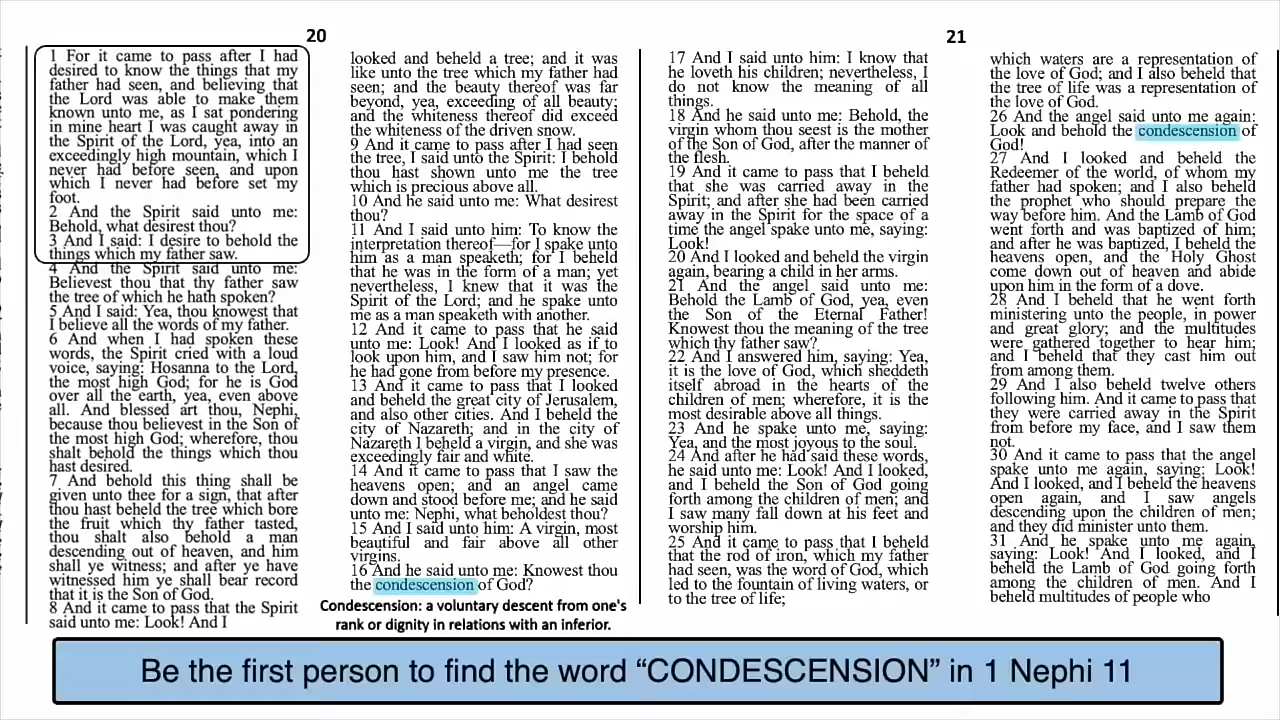 20
1 For it came to pass after I had
desired to know the things that my
father had seen, and believing that
the Lord was able to make them
known unto me, as I sat pondering
in mine heart I was caught away in
the Spirit of the Lord, yea, into an
exceedingly high mountain, which I
never had before seen, and upon
which I never had before set my
foot.
2 And the Spirit said unto me:
Behold, what desirest thou?
3 And I said: I desire to behold the
things which my father saw.
4 And the Spirit said unto me:
Believest thou that thy father saw
the tree of which he hath spoken?
5 And I said: Yea, thou knowest that
I believe all the words of my father.
6 And when I had spoken these
words, the Spirit cried with a loud
voice, saying: Hosanna to the Lord,
the most high God; for he is God
over all the earth, yea, even above
all. And blessed art thou, Nephi,
because thou believest in the Son of
the most high God; wherefore, thou
shalt behold the things which thou
hast desired.
7 And behold this thing shall be
given unto thee for a sign, that after
thou hast beheld the tree which bore
the fruit which thy father tasted,
thou shalt also behold a man
descending out of heaven, and him
shall ye witness; and after ye have
witnessed him ye shall bear record
that it is the Son of God.
8 And it came to pass that the Spirit
said unto me: Look! And I
looked and beheld a tree; and it was
like unto the tree which my father had
seen; and the beauty thereof was far
beyond, yea, exceeding of all beauty;
and the whiteness thereof did exceed
the whiteness of the driven snow.
9 And it came to pass after I had seen
the tree, I said unto the Spirit: I behold
thou hast shown unto me the tree
which is precious above all.
10 And he said unto me: What desirest
thou?
11 And I said unto him: To know the
interpretation thereof—for I spake unto
him as a man speaketh; for I beheld
that he was in the form of a man; yet
nevertheless, I knew that it was the
Spirit of the Lord; and he spake unto
me as a man speaketh with another.
12 And it came to pass that he said
unto me: Look! And I looked as if to
look upon him, and I saw him not; for
he had gone from before my presence.
13 And it came to pass that I looked
and beheld the great city of Jerusalem,
and also other cities. And I beheld the
city of Nazareth; and in the city of
Nazareth I beheld a virgin, and she was
exceedingly fair and white.
14 And it came to pass that I saw the
heavens open; and an angel came
down and stood before me; and he said
unto me: Nephi, what beholdest thou?
15 And I said unto him: A virgin, most
beautiful and fair above all other
virgins.
16 And he said unto me: Knowest thou
the condescension of God?
Condescension: a voluntary descent from one's
rank or dignity in relations with an inferior.
21
17 And I said unto him: I know that
he loveth his children; nevertheless, I
do not know the meaning of all
things.
18 And he said unto me: Behold, the
virgin whom thou seest is the mother
of the Son of God, after the manner of
the flesh.
19 And it came to pass that I beheld
that she was carried away in the
Spirit; and after she had been carried
away in the Spirit for the space of a
time the angel spake unto me, saying:
Look!
20 And I looked and beheld the virgin
again, bearing a child in her arms.
21 And the angel said unto me:
Behold the Lamb of God, yea, even
the Son of the Eternal Father!
Knowest thou the meaning of the tree
which thy father saw?
22 And I answered him, saying: Yea,
it is the love of God, which sheddeth
itself abroad in the hearts of the
children of men; wherefore, it is the
most desirable above all things.
23 And he spake unto me, saying:
Yea, and the most joyous to the soul.
24 And after he had said these words,
he said unto me: Look! And I looked,
and I beheld the Son of God going
forth among the children of men; and
I saw many fall down at his feet and
worship him.
25 And it came to pass that I beheld
that the rod of iron, which my father
had seen, was the word of God, which
led to the fountain of living waters, or
to the tree of life;
which waters are a representation of
the love of God; and I also beheld that
the tree of life was a representation of
the love of God.
26 And the angel said unto me again:
Look and behold the condescension of
God!
27 And I looked and beheld the
Redeemer of the world, of whom my
father had spoken; and I also beheld
the prophet who should prepare the
way before him. And the Lamb of God
went forth and was baptized of him;
and after he was baptized, I beheld the
heavens open, and the Holy Ghost
come down out of heaven and abide
upon him in the form of a dove.
28 And I beheld that he went forth
ministering unto the people, in power
and great glory; and the multitudes
were gathered together to hear him;
and I beheld that they cast him out
from among them.
29 And I also beheld twelve others
following him. And it came to pass that
they were carried away in the Spirit
from before my face, and I saw them
not.
30 And it came to pass that the angel
spake unto me again, saying: Look!
And I looked, and I beheld the heavens
open again, and I saw angels
descending upon the children of men;
and they did minister unto them.
31 And he spake unto me again,
saying: Look! And I looked, and I
beheld the Lamb of God going forth
among the children of men. And I
beheld multitudes of people who
Be the first person to find the word “CONDESCENSION” in 1 Nephi 11